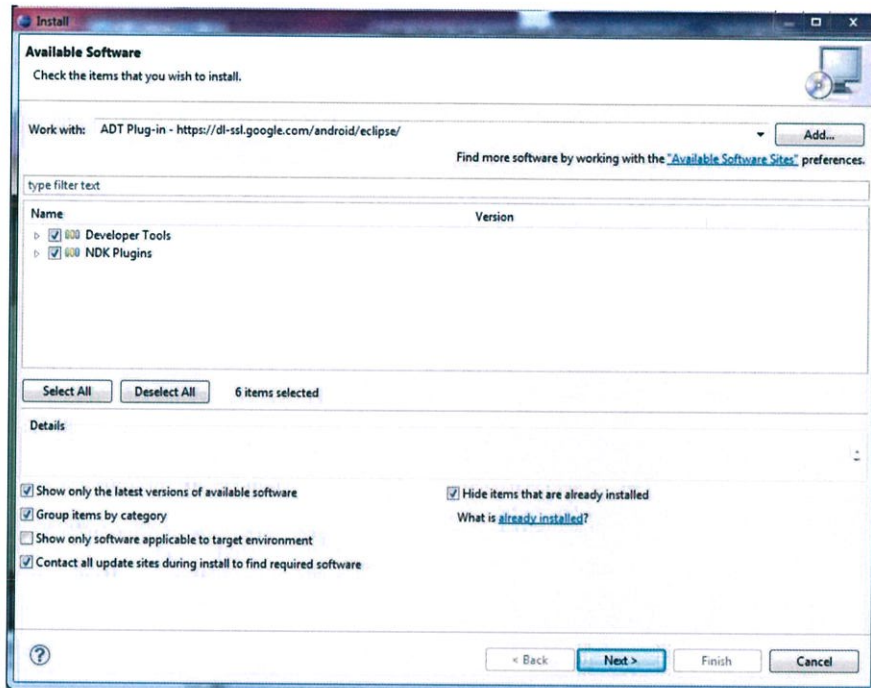 Install
Available Software
Check the items that you wish to install.
Work with: ADT Plug-in - https://dl-ssl.google.com/android/eclipse/ Add...
Find more software by working with the "Available Software Sites" preferences.
type filter text
Name Version
Developer Tools
NDK Plugins
Select All Deselect All 6 items selected
Details
Show only the latest versions of available software Hide items that are already installed
Group items by category What is already installed?
Show only software applicable to target environment
Contact all update sites during install to find required software
? < Back Next > Finish Cancel